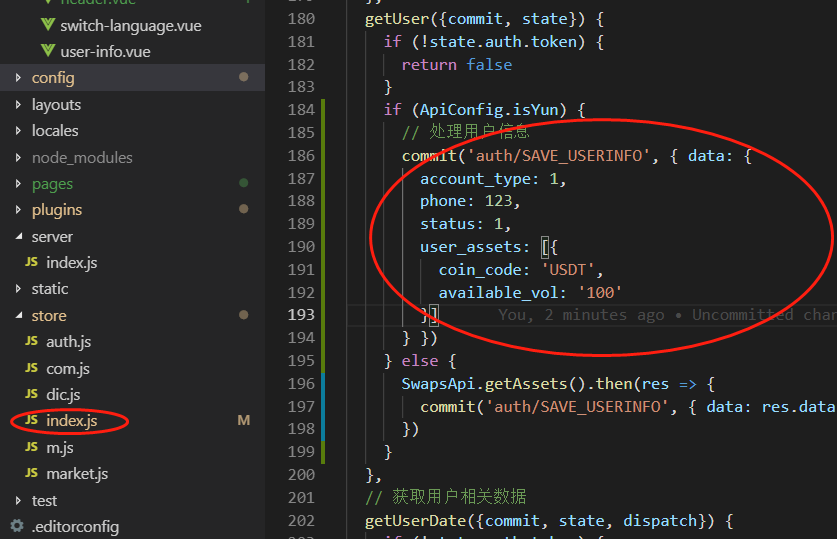 header.vue
switch-language.vue
user-info.vue
config
layouts
locales
node_modules
pages
plugins
server
JS index.js
static
store
JS auth.js
JS com.js
JS dic.js
JS index.js M
JS m.js
JS market.js
test
.editorconfig
180 getUser({commit, state}) {
181 if (!state.auth.token) {
182 return false
183 }
184 if (ApiConfig.isYun) {
185 // 处理用户信息
186 commit('auth/SAVE_USERINFO', { data: {
187 account_type: 1,
188 phone: 123,
189 status: 1,
190 user_assets: [{
191 coin_code: 'USDT',
192 available_vol: '100'
193 }] You, 2 minutes ago • Uncommitted chan
194 } })
195 } else {
196 SwapsApi.getAssets().then(res => {
197 commit('auth/SAVE_USERINFO', { data: res.data
198 })
199 }
200 },
201 // 获取用户相关数据
202 getUserDate({commit, state, dispatch}) {